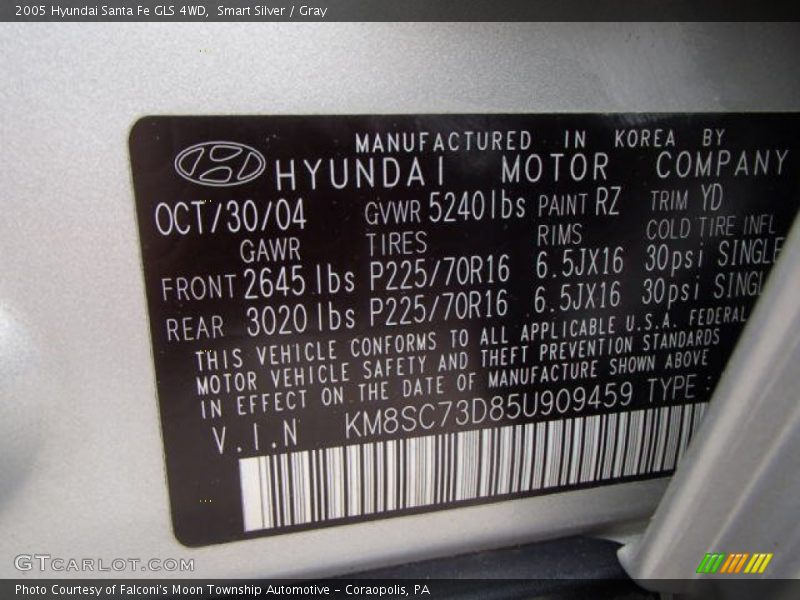 2005 Hyundai Santa Fe GLS 4WD, Smart Silver / Gray
MANUFACTURED IN KOREA BY
HYUNDAI MOTOR COMPANY
OCT/30/04 GVWR 5240lbs PAINT RZ TRIM YD
GAWR TIRES RIMS COLD TIRE INFL
FRONT 2645 lbs P225/70R16 6.5JX16 30psi SINGLE
REAR 3020 lbs P225/70R16 6.5JX16 30psi SINGL
THIS VEHICLE CONFORMS TO ALL APPLICABLE U.S.A. FEDERAL
MOTOR VEHICLE SAFETY AND THEFT PREVENTION STANDARDS
IN EFFECT ON THE DATE OF MANUFACTURE SHOWN ABOVE
V.I.N KM8SC73D85U909459 TYPE :
GTCARLOT.COM
Photo Courtesy of Falconi's Moon Township Automotive - Coraopolis, PA